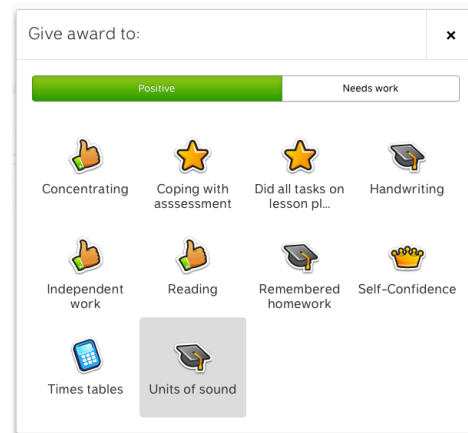 Give award to:
×
Positive
Needs work
Concentrating
Coping with
asssessment
Did all tasks on
lesson pl...
Handwriting
Independent
work
Reading
Remembered
homework
Self-Confidence
Times tables
Units of sound